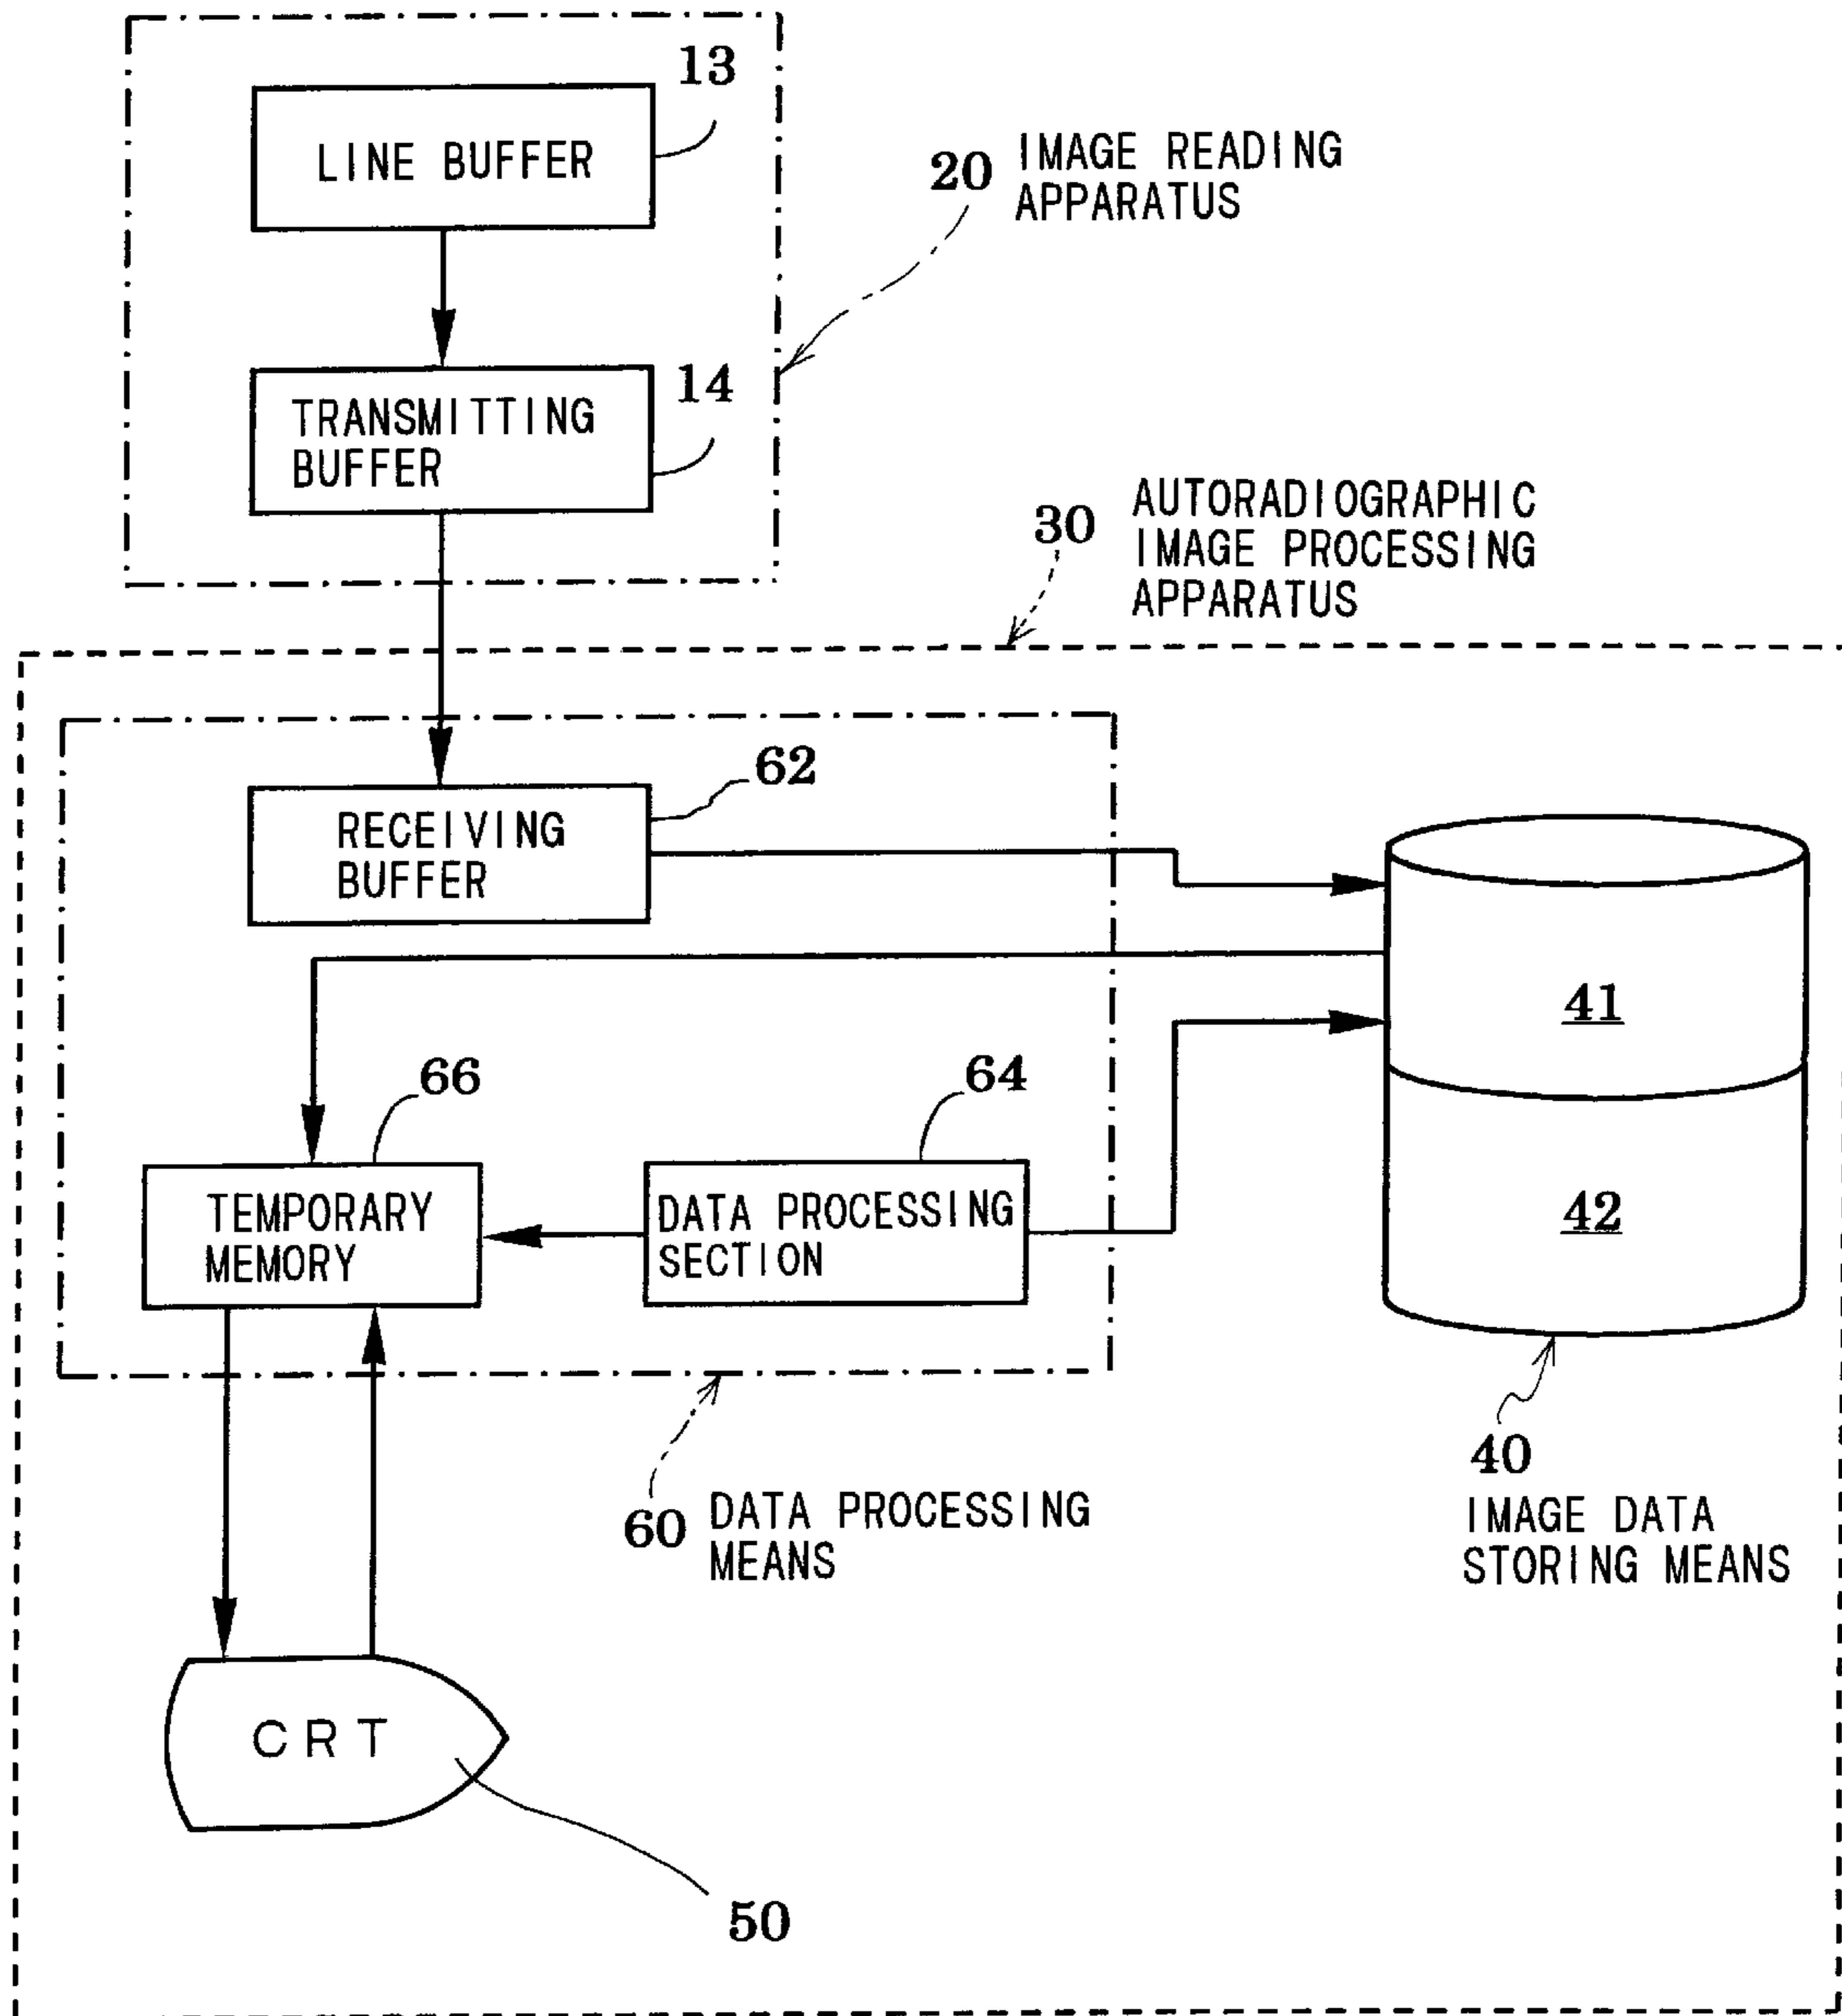 13
LINE BUFFER
20 IMAGE READING
APPARATUS
14
TRANSMITTING
BUFFER
30 AUTORADIOGRAPHIC
IMAGE PROCESSING
APPARATUS
62
RECEIVING
BUFFER
41
66
64
TEMPORARY
MEMORY
DATA PROCESSING
SECTION
42
40
IMAGE DATA
STORING MEANS
60 DATA PROCESSING
MEANS
CRT
50